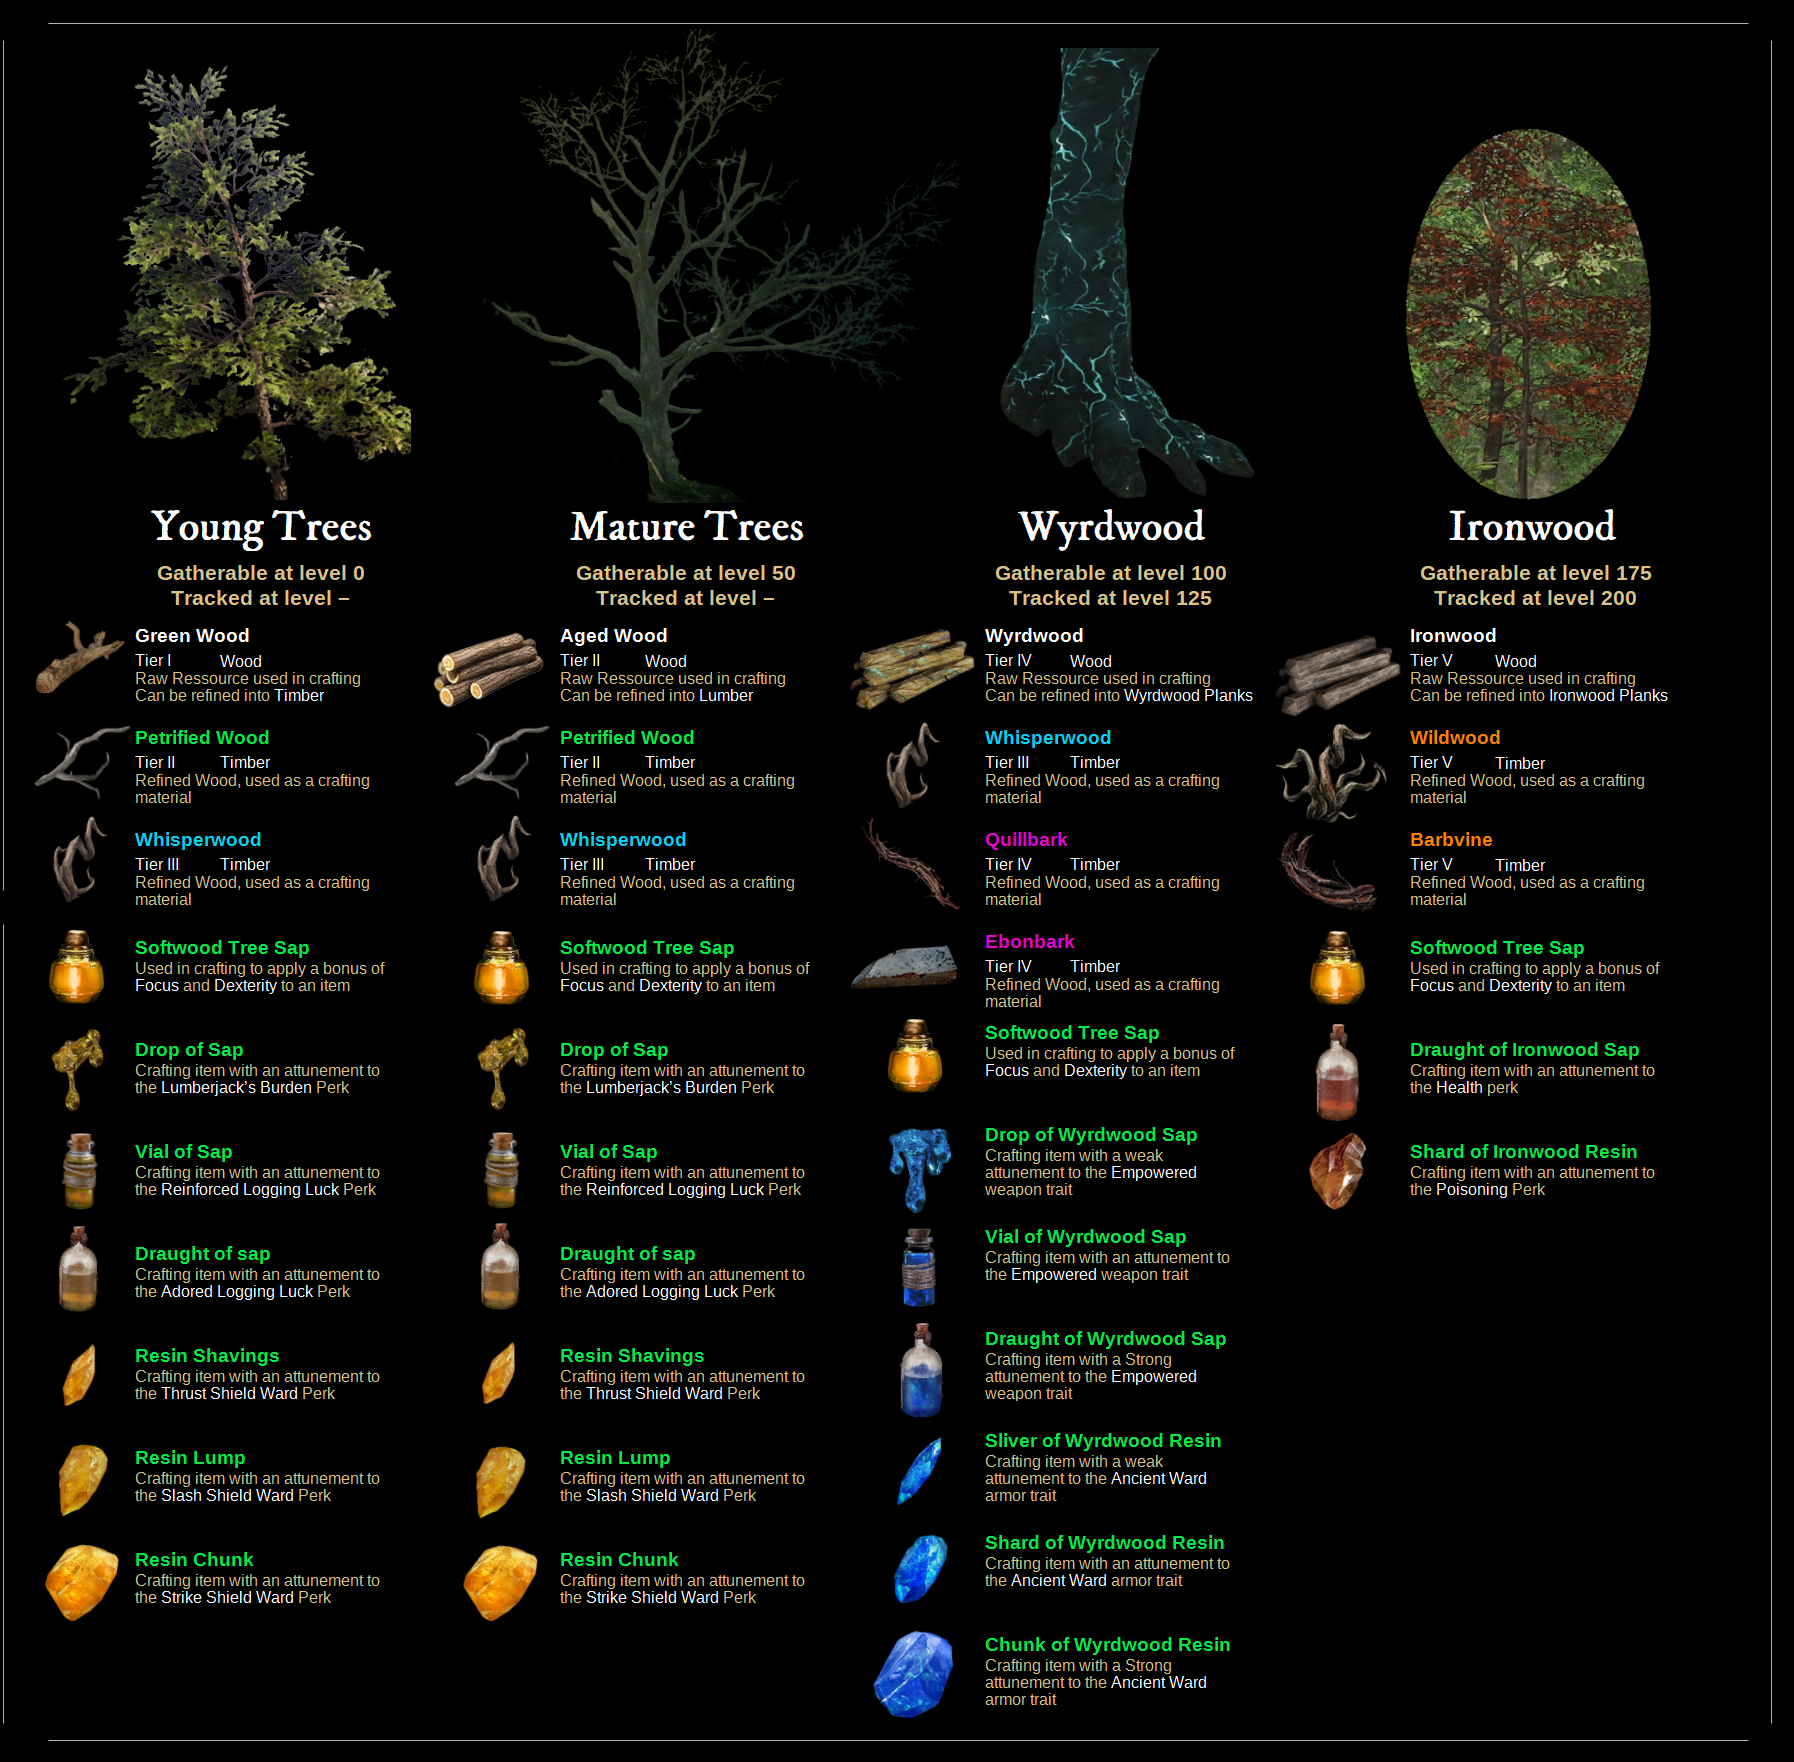 Young Trees
Gatherable at level 0
Tracked at level –
Green Wood
Tier I Wood
Raw Ressource used in crafting
Can be refined into Timber
Petrified Wood
Tier II Timber
Refined Wood, used as a crafting
material
Whisperwood
Tier III Timber
Refined Wood, used as a crafting
material
Softwood Tree Sap
Used in crafting to apply a bonus of
Focus and Dexterity to an item
Drop of Sap
Crafting item with an attunement to
the Lumberjack’s Burden Perk
Vial of Sap
Crafting item with an attunement to
the Reinforced Logging Luck Perk
Draught of sap
Crafting item with an attunement to
the Adored Logging Luck Perk
Resin Shavings
Crafting item with an attunement to
the Thrust Shield Ward Perk
Resin Lump
Crafting item with an attunement to
the Slash Shield Ward Perk
Resin Chunk
Crafting item with an attunement to
the Strike Shield Ward Perk
Mature Trees
Gatherable at level 50
Tracked at level –
Aged Wood
Tier II Wood
Raw Ressource used in crafting
Can be refined into Lumber
Petrified Wood
Tier II Timber
Refined Wood, used as a crafting
material
Whisperwood
Tier III Timber
Refined Wood, used as a crafting
material
Softwood Tree Sap
Used in crafting to apply a bonus of
Focus and Dexterity to an item
Drop of Sap
Crafting item with an attunement to
the Lumberjack’s Burden Perk
Vial of Sap
Crafting item with an attunement to
the Reinforced Logging Luck Perk
Draught of sap
Crafting item with an attunement to
the Adored Logging Luck Perk
Resin Shavings
Crafting item with an attunement to
the Thrust Shield Ward Perk
Resin Lump
Crafting item with an attunement to
the Slash Shield Ward Perk
Resin Chunk
Crafting item with an attunement to
the Strike Shield Ward Perk
Wyrdwood
Gatherable at level 100
Tracked at level 125
Wyrdwood
Tier IV Wood
Raw Ressource used in crafting
Can be refined into Wyrdwood Planks
Whisperwood
Tier III Timber
Refined Wood, used as a crafting
material
Quillbark
Tier IV Timber
Refined Wood, used as a crafting
material
Ebonbark
Tier IV Timber
Refined Wood, used as a crafting
material
Softwood Tree Sap
Used in crafting to apply a bonus of
Focus and Dexterity to an item
Drop of Wyrdwood Sap
Crafting item with a weak
attunement to the Empowered
weapon trait
Vial of Wyrdwood Sap
Crafting item with an attunement to
the Empowered weapon trait
Draught of Wyrdwood Sap
Crafting item with a Strong
attunement to the Empowered
weapon trait
Sliver of Wyrdwood Resin
Crafting item with a weak
attunement to the Ancient Ward
armor trait
Shard of Wyrdwood Resin
Crafting item with an attunement to
the Ancient Ward armor trait
Chunk of Wyrdwood Resin
Crafting item with a Strong
attunement to the Ancient Ward
armor trait
Ironwood
Gatherable at level 175
Tracked at level 200
Ironwood
Tier V Wood
Raw Ressource used in crafting
Can be refined into Ironwood Planks
Wildwood
Tier V Timber
Refined Wood, used as a crafting
material
Barbvine
Tier V Timber
Refined Wood, used as a crafting
material
Softwood Tree Sap
Used in crafting to apply a bonus of
Focus and Dexterity to an item
Draught of Ironwood Sap
Crafting item with an attunement to
the Health perk
Shard of Ironwood Resin
Crafting item with an attunement to
the Poisoning Perk